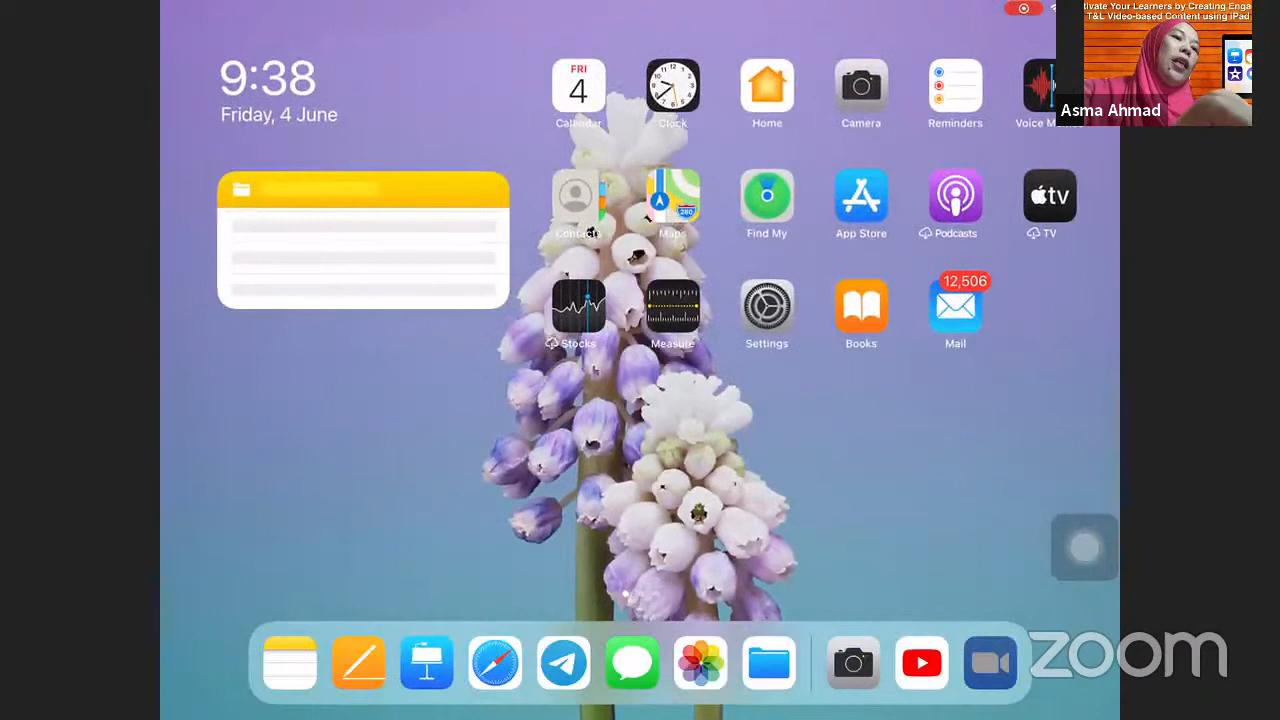 tivate Your Learners by Creating Enga
T&L Video-based Content using iPad
Asma Ahmad
9:38
Friday, 4 June
FRI
4
Calendar
Clock
Home
Camera
Reminders
Voice M
280
Contacts
Maps
Find My
App Store
Podcasts
tv
TV
12,506
Stocks
Measure
Settings
Books
Mail
zoom